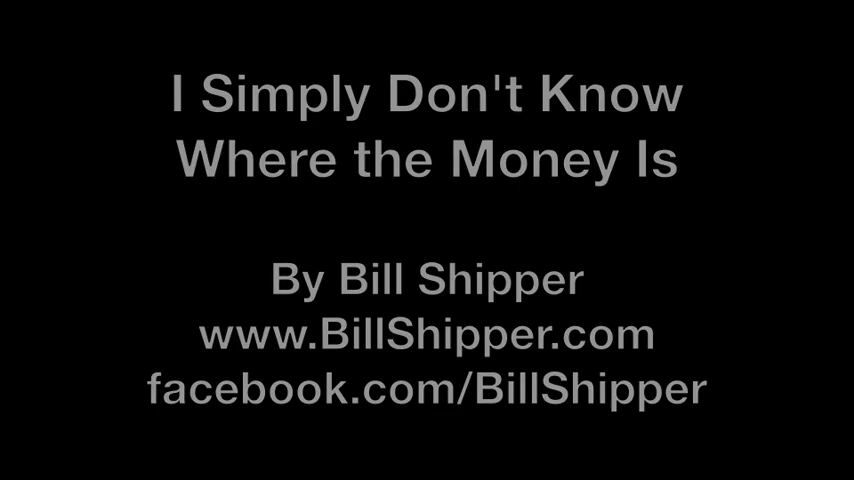 I Simply Don't Know
Where the Money Is
By Bill Shipper
www.BillShipper.com
facebook.com/BillShipper